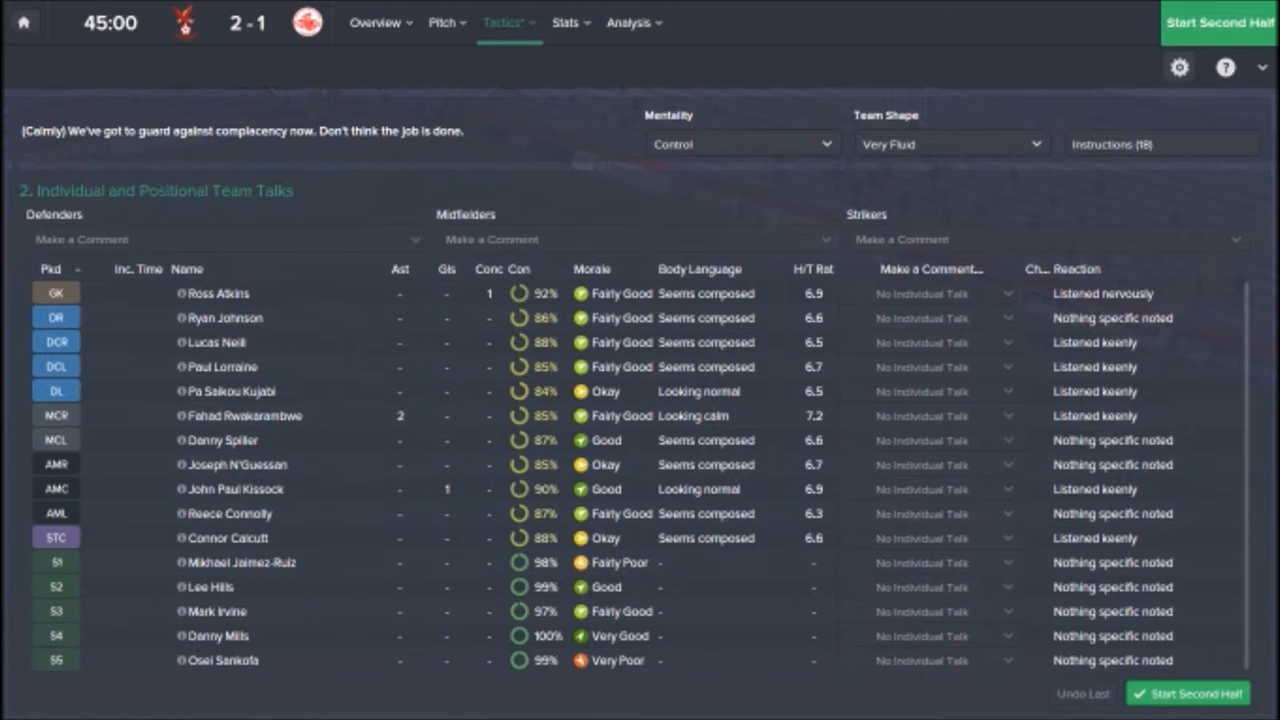 45:00 2 - 1 Overview Pitch Tactics* Stats Analysis Start Second Half
Mentality Team Shape
(Calmly) We've got to guard against complacency now. Don't think the job is done.
Control Very Fluid Instructions (18)
2. Individual and Positional Team Talks
Defenders Midfielders Strikers
Make a Comment Make a Comment Make a Comment
Pkd Inc. Time Name Ast Gls Conc Con Morale Body Language H/T Rat Make a Comment... Ch... Reaction
GK Ross Atkins - - 1 92% Fairly Good Seems composed 6.9 No Individual Talk Listened nervously
DR Ryan Johnson - - - 86% Fairly Good Seems composed 6.6 No Individual Talk Nothing specific noted
DCR Lucas Neill - - - 88% Fairly Good Seems composed 6.5 No Individual Talk Listened keenly
DCL Paul Lorraine - - - 85% Fairly Good Seems composed 6.7 No Individual Talk Listened keenly
DL Pa Saikou Kujabi - - - 84% Okay Looking normal 6.5 No Individual Talk Listened keenly
MCR Fahad Rwakarambwe 2 - - 85% Fairly Good Looking calm 7.2 No Individual Talk Listened keenly
MCL Danny Spiller - - - 87% Good Seems composed 6.6 No Individual Talk Nothing specific noted
AMR Joseph N'Guessan - - - 85% Okay Seems composed 6.7 No Individual Talk Nothing specific noted
AMC John Paul Kissock - 1 - 90% Good Looking normal 6.9 No Individual Talk Listened keenly
AML Reece Connolly - - - 87% Fairly Good Seems composed 6.3 No Individual Talk Nothing specific noted
STC Connor Calcutt - - - 88% Okay Seems composed 6.6 No Individual Talk Listened keenly
S1 Mikhael Jaimez-Ruiz - - - 98% Fairly Poor - - No Individual Talk Nothing specific noted
S2 Lee Hills - - - 99% Good - - No Individual Talk Nothing specific noted
S3 Mark Irvine - - - 97% Fairly Good - - No Individual Talk Nothing specific noted
S4 Danny Mills - - - 100% Very Good - - No Individual Talk Nothing specific noted
S5 Osei Sankofa - - - 99% Very Poor - - No Individual Talk Nothing specific noted
Undo Last Start Second Half